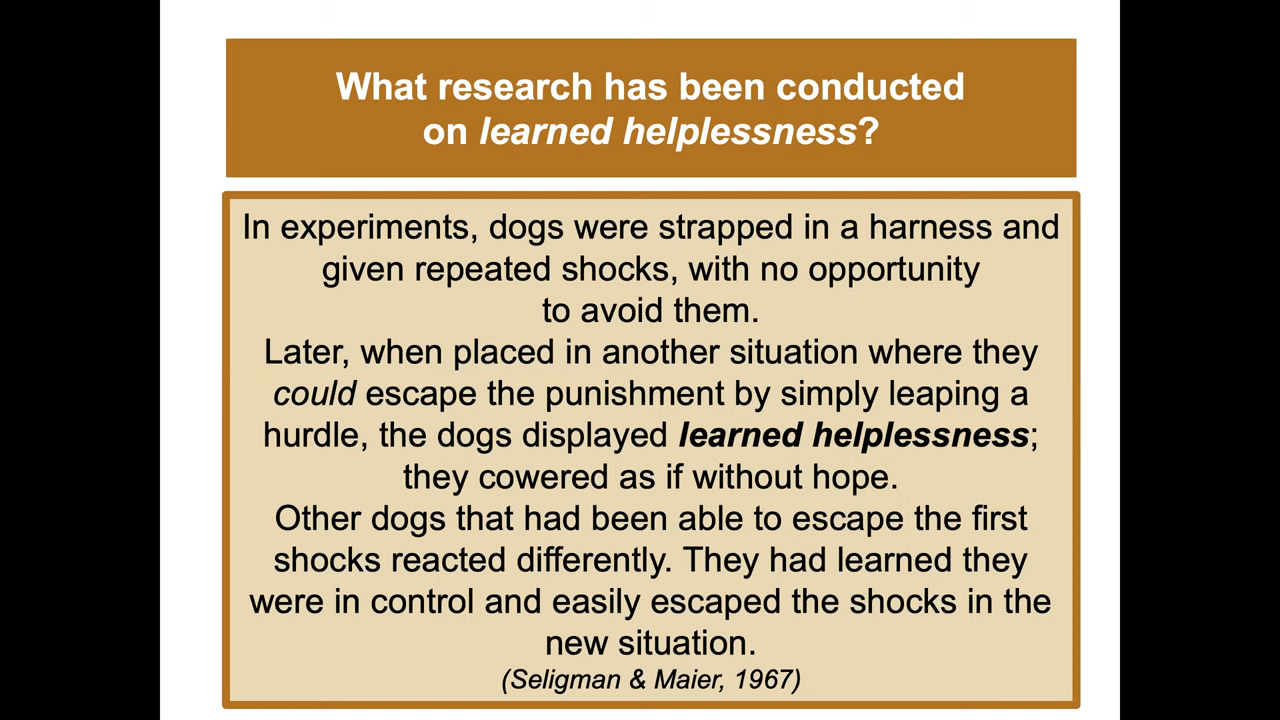 What research has been conducted
on learned helplessness?
In experiments, dogs were strapped in a harness and
given repeated shocks, with no opportunity
to avoid them.
Later, when placed in another situation where they
could escape the punishment by simply leaping a
hurdle, the dogs displayed learned helplessness;
they cowered as if without hope.
Other dogs that had been able to escape the first
shocks reacted differently. They had learned they
were in control and easily escaped the shocks in the
new situation.
(Seligman & Maier, 1967)